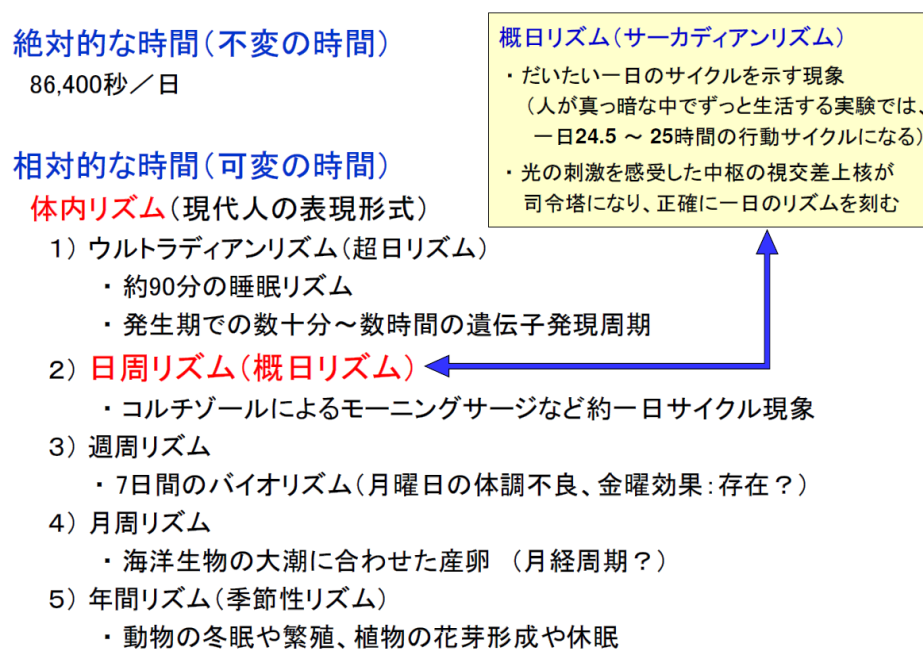 絶対的な時間(不変の時間)
86,400秒/日
概日リズム(サーカディアンリズム)
・だいたい一日のサイクルを示す現象
(人が真っ暗な中でずっと生活する実験では、
一日24.5 ~ 25時間の行動サイクルになる)
・光の刺激を感受した中枢の視交差上核が
司令塔になり、正確に一日のリズムを刻む
相対的な時間(可変の時間)
体内リズム(現代人の表現形式)
1) ウルトラディアンリズム(超日リズム)
・約90分の睡眠リズム
・発生期での数十分~数時間の遺伝子発現周期
2) 日周リズム(概日リズム)
・コルチゾールによるモーニングサージなど約一日サイクル現象
3) 週周リズム
・7日間のバイオリズム(月曜日の体調不良、金曜効果:存在?)
4) 月周リズム
・海洋生物の大潮に合わせた産卵 (月経周期?)
5) 年間リズム(季節性リズム)
・動物の冬眠や繁殖、植物の花芽形成や休眠